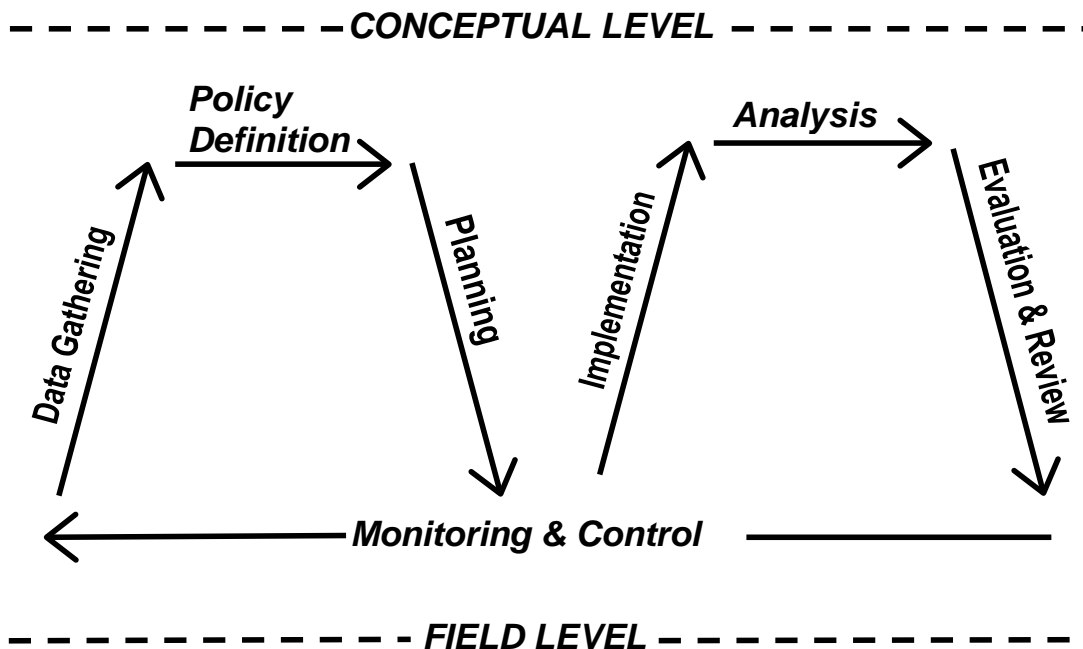 CONCEPTUAL LEVEL
Policy
Definition
Analysis
Data Gathering
Planning
Implementation
Evaluation & Review
Monitoring & Control
FIELD LEVEL